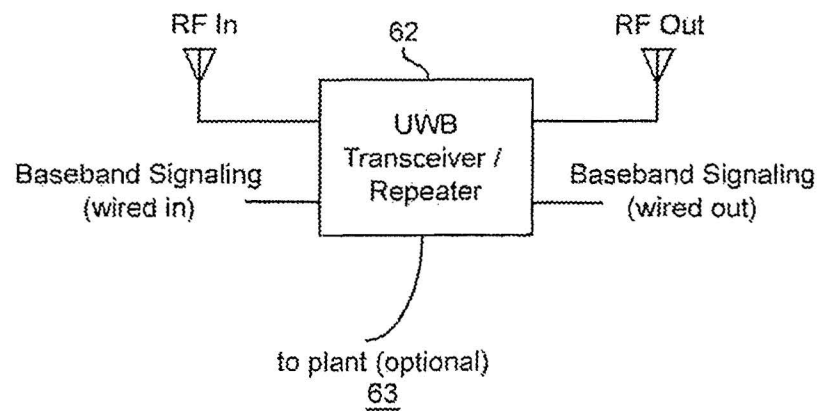 RF In
62
RF Out
UWB
Transceiver /
Repeater
Baseband Signaling
(wired in)
Baseband Signaling
(wired out)
to plant (optional)
63